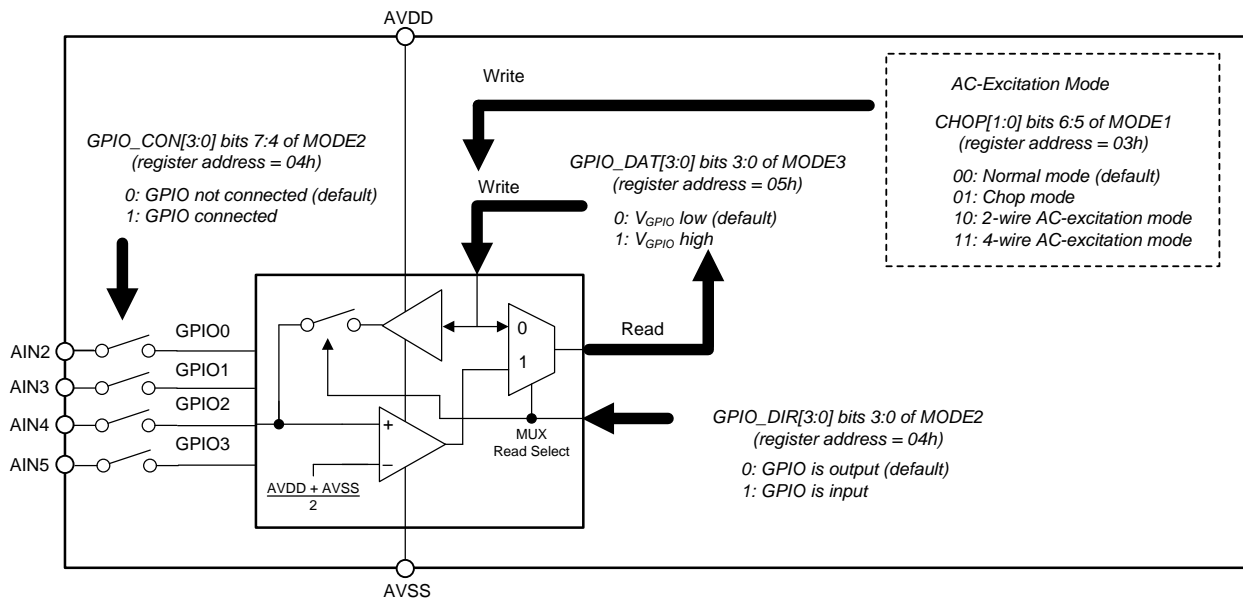 AVDD
Write
AC-Excitation Mode
CHOP[1:0] bits 6:5 of MODE1
(register address = 03h)
00: Normal mode (default)
01: Chop mode
10: 2-wire AC-excitation mode
11: 4-wire AC-excitation mode
GPIO_CON[3:0] bits 7:4 of MODE2
(register address = 04h)
0: GPIO not connected (default)
1: GPIO connected
Write
GPIO_DAT[3:0] bits 3:0 of MODE3
(register address = 05h)
0: VGPIO low (default)
1: VGPIO high
AIN2
GPIO0
AIN3
GPIO1
AIN4
GPIO2
AIN5
GPIO3
0
1
Read
+
−
AVDD + AVSS
2
MUX
Read Select
GPIO_DIR[3:0] bits 3:0 of MODE2
(register address = 04h)
0: GPIO is output (default)
1: GPIO is input
AVSS